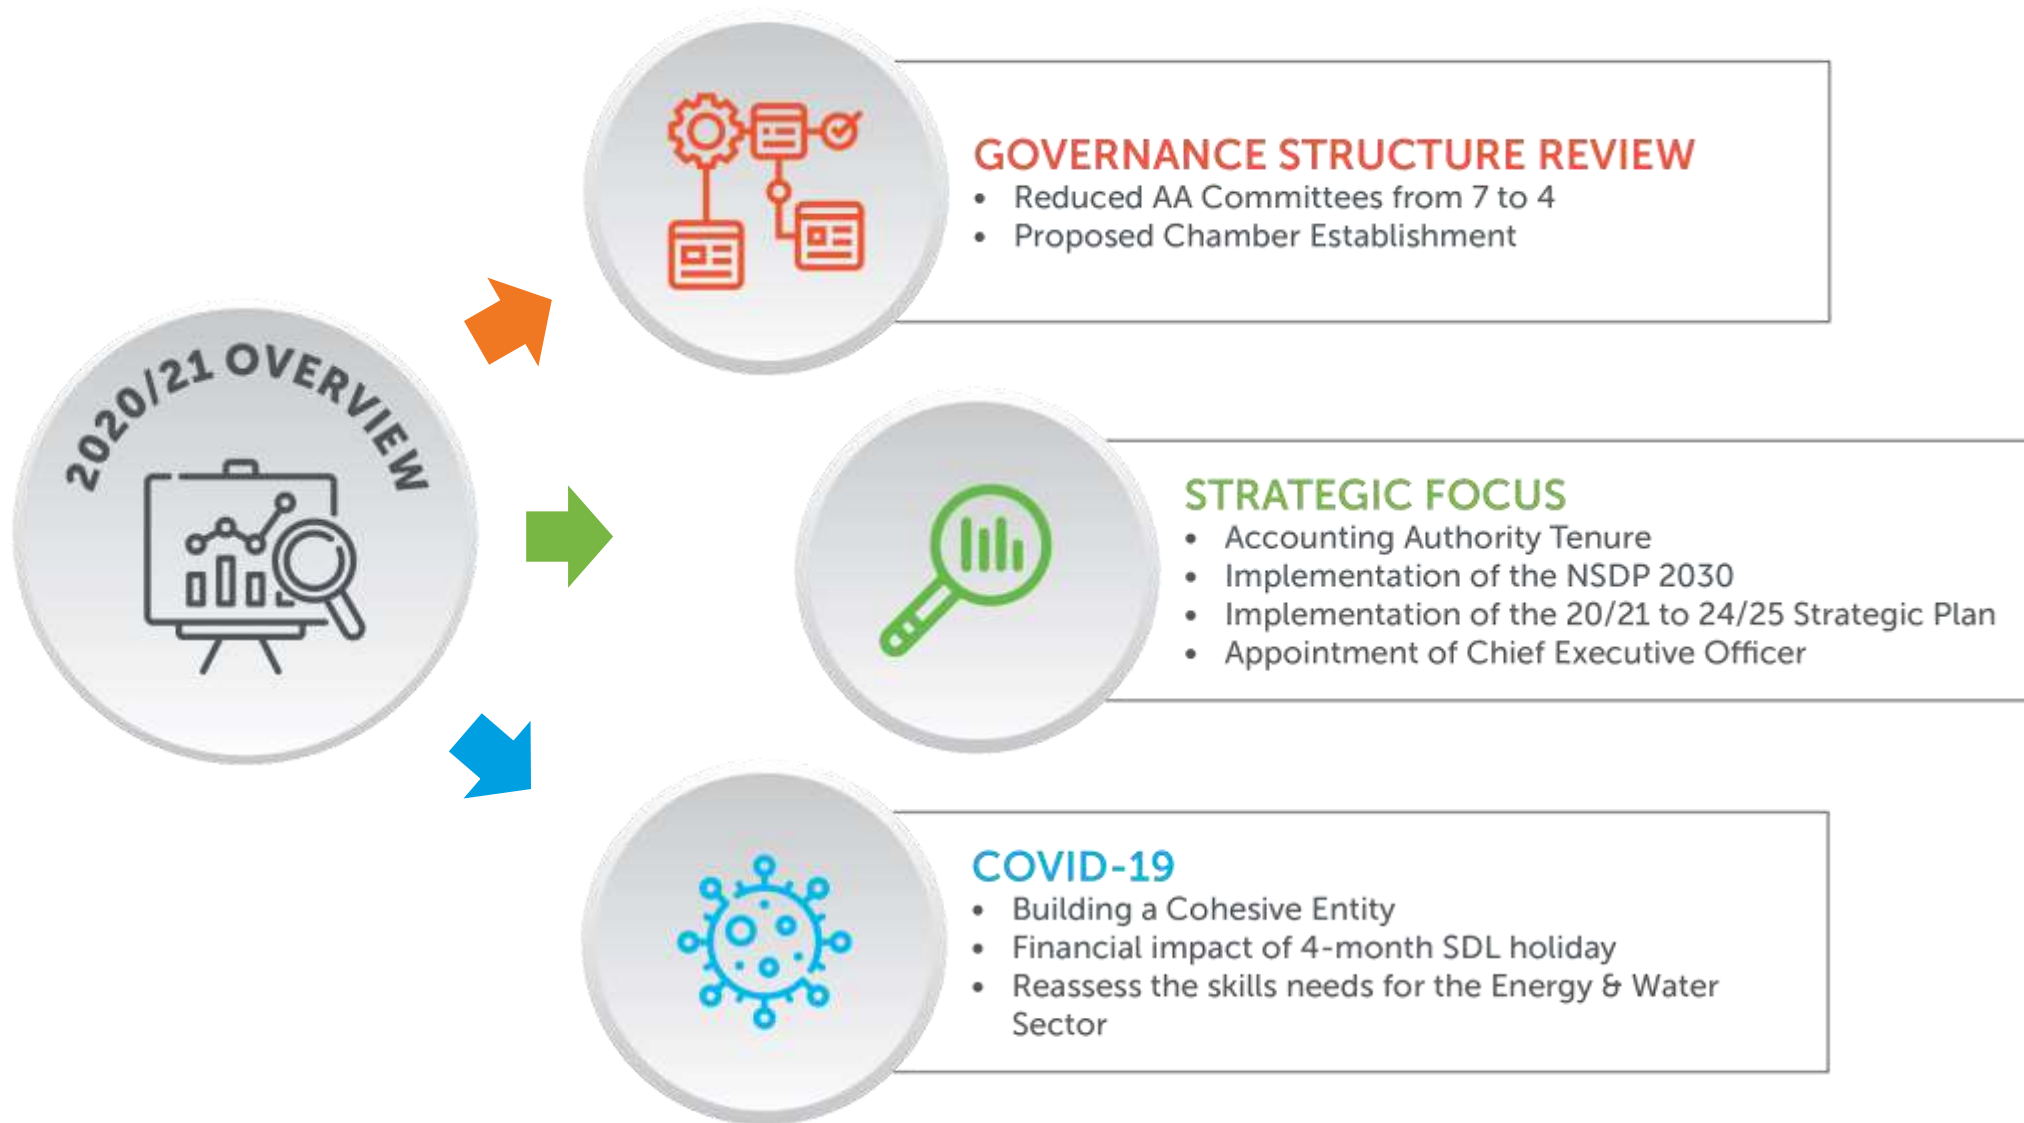 2020/21 OVERVIEW
GOVERNANCE STRUCTURE REVIEW
• Reduced AA Committees from 7 to 4
• Proposed Chamber Establishment
STRATEGIC FOCUS
• Accounting Authority Tenure
• Implementation of the NSDP 2030
• Implementation of the 20/21 to 24/25 Strategic Plan
• Appointment of Chief Executive Officer
COVID-19
• Building a Cohesive Entity
• Financial impact of 4-month SDL holiday
• Reassess the skills needs for the Energy & Water
Sector